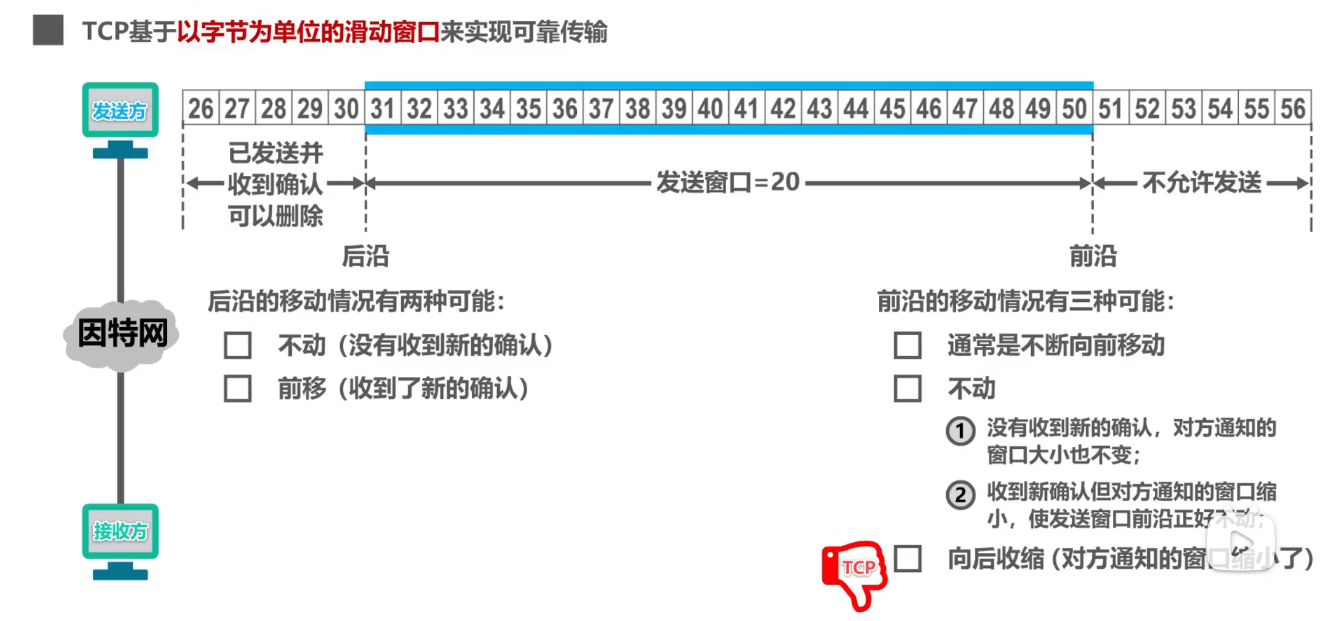 TCP基于以字节为单位的滑动窗口来实现可靠传输
发送方
26 27 28 29 30 31 32 33 34 35 36 37 38 39 40 41 42 43 44 45 46 47 48 49 50 51 52 53 54 55 56
已发送并
收到确认
可以删除
发送窗口=20
不允许发送
后沿
前沿
后沿的移动情况有两种可能：
不动（没有收到新的确认）
前移（收到了新的确认）
前沿的移动情况有三种可能：
通常是不断向前移动
不动
1 没有收到新的确认，对方通知的
窗口大小也不变；
2 收到新确认但对方通知的窗口缩
小，使发送窗口前沿正好不动；
TCP
向后收缩 (对方通知的窗口缩小了)
因特网
接收方